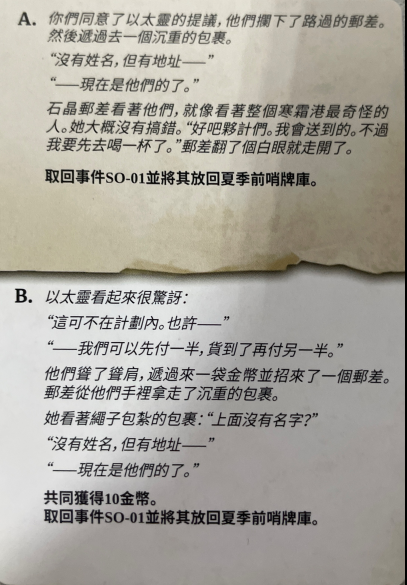 A. 你們同意了以太靈的提議，他們攔下了路過的郵差。
然後遞過去一個沉重的包裹。
“沒有姓名，但有地址——”
“——現在是他們的了。”
石晶郵差看著他們，就像看著整個寒霜港最奇怪的
人。她大概沒有搞錯。“好吧夥計們。我會送到的。不過
我要先去喝一杯了。”郵差翻了個白眼就走開了。
取回事件SO-01並將其放回夏季前哨牌庫。
B. 以太靈看起來很驚訝：
“這可不在計劃內。也許——”
“——我們可以先付一半，貨到了再付另一半。”
他們聳了聳肩，遞過來一袋金幣並招來了一個郵差。
郵差從他們手裡拿走了沉重的包裹。
她看著繩子包紮的包裹：“上面沒有名字？”
“沒有姓名，但有地址——”
“——現在是他們的了。”
共同獲得10金幣。
取回事件SO-01並將其放回夏季前哨牌庫。